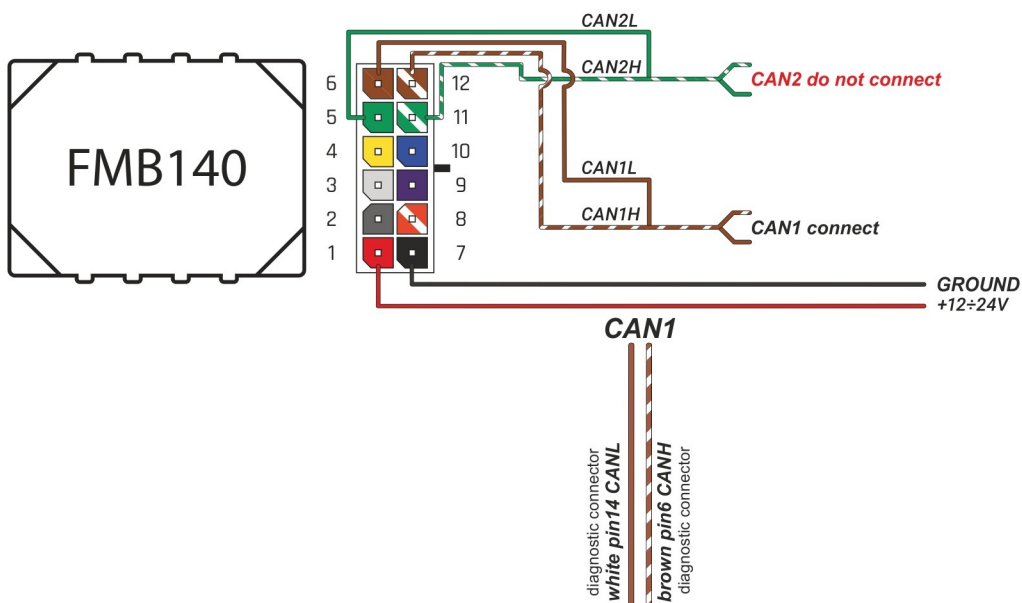 CAN2L
CAN2H
CAN2 do not connect
FMB140
6
12
5
11
4
10
3
9
2
8
1
7
CAN1L
CAN1H
CAN1 connect
GROUND
+12÷24V
CAN1
diagnostic connector
white pin14 CANL
brown pin6 CANH
diagnostic connector